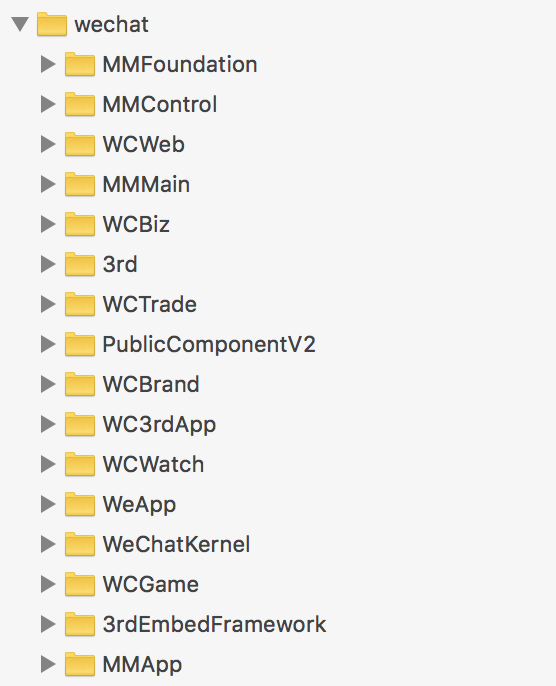 wechat
MMFoundation
MMControl
WCWeb
MMMain
WCBiz
3rd
WCTrade
PublicComponentV2
WCBrand
WC3rdApp
WCWatch
WeApp
WeChatKernel
WCGame
3rdEmbedFramework
MMApp